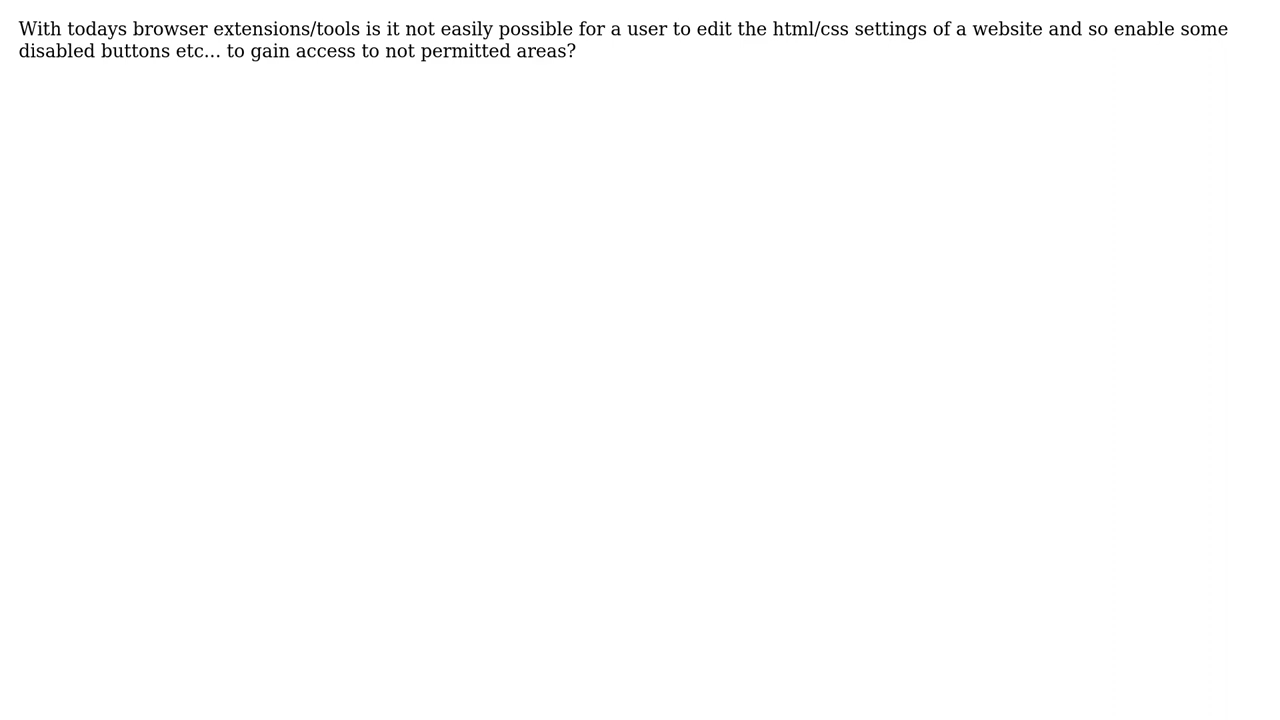 With todays browser extensions/tools is it not easily possible for a user to edit the html/css settings of a website and so enable some
disabled buttons etc... to gain access to not permitted areas?